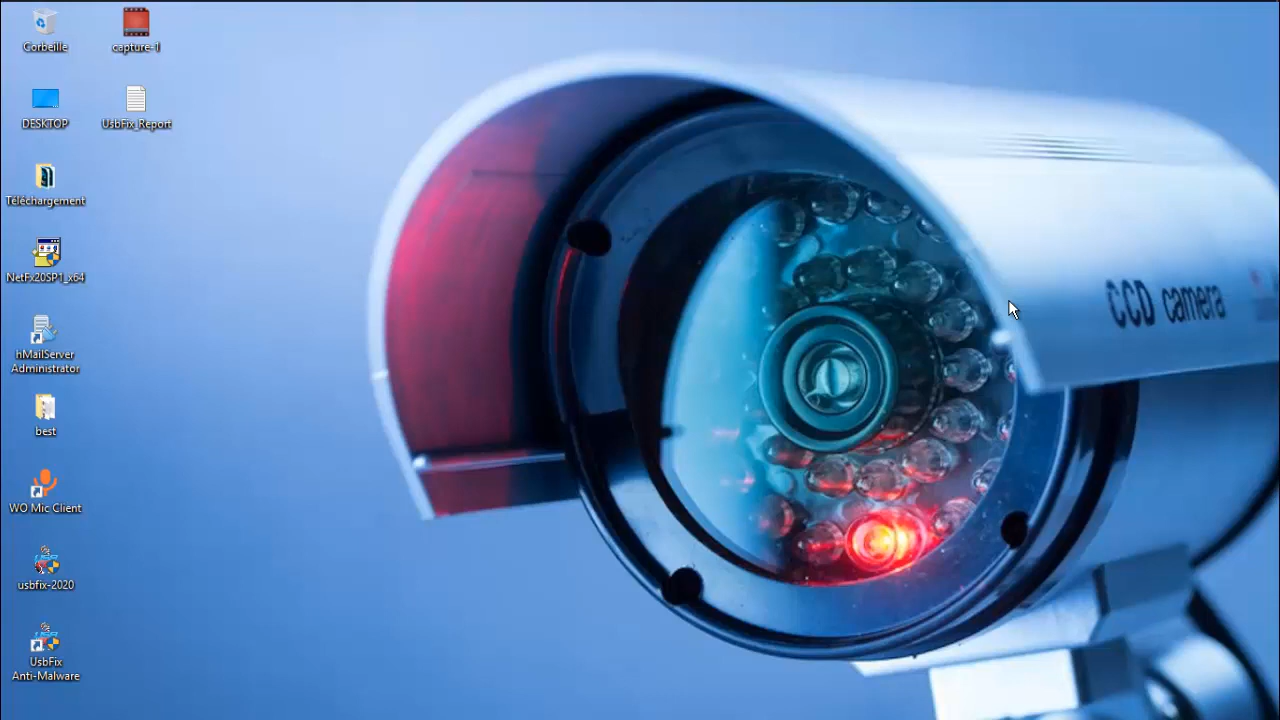 Corbeille
capture-1
DESKTOP
UsbFix_Report
Téléchargement
NetFx20SP1_x64
hMailServer
Administrator
best
WO Mic Client
usbfix-2020
UsbFix
Anti-Malware
CCD camera